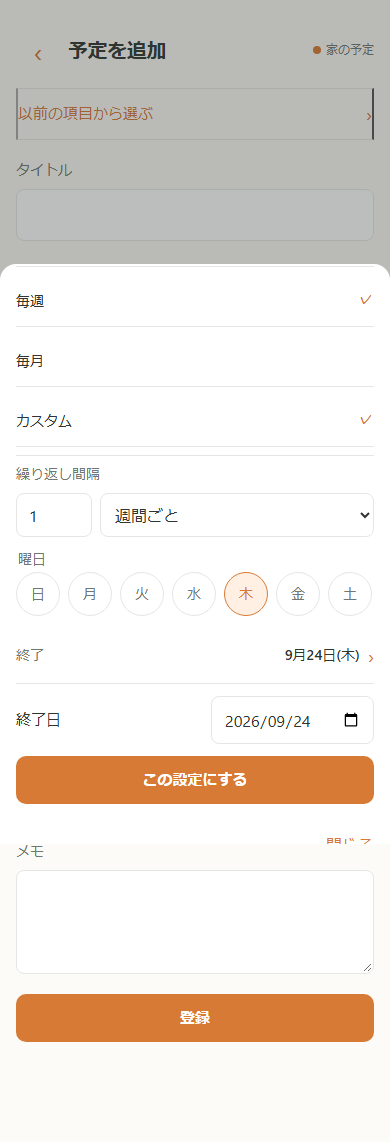 ‹ 予定を追加 家の予定
以前の項目から選ぶ ›
タイトル
毎週 ✓
毎月
カスタム ✓
繰り返し間隔
1 週間ごと
曜日
日 月 火 水 木 金 土
終了 9月24日(木) ›
終了日 2026/09/24
この設定にする
メモ
登録